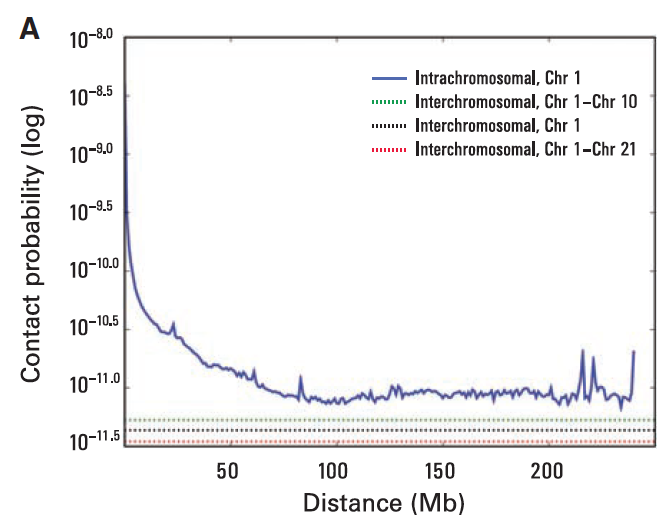 A
10-8.0
10-8.5
10-9.0
10-9.5
10-10.0
10-10.5
10-11.0
10-11.5
Contact probability (log)
Intrachromosomal, Chr 1
Interchromosomal, Chr 1–Chr 10
Interchromosomal, Chr 1
Interchromosomal, Chr 1–Chr 21
50 100 150 200
Distance (Mb)